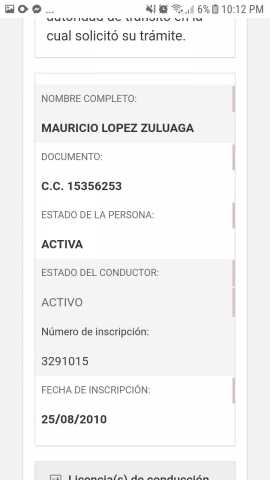 ... 6% 10:12 PM
autoridad de tránsito en la
cual solicitó su trámite.
NOMBRE COMPLETO:
MAURICIO LOPEZ ZULUAGA
DOCUMENTO:
C.C. 15356253
ESTADO DE LA PERSONA:
ACTIVA
ESTADO DEL CONDUCTOR:
ACTIVO
Número de inscripción:
3291015
FECHA DE INSCRIPCIÓN:
25/08/2010
Licencia(s) de conducción